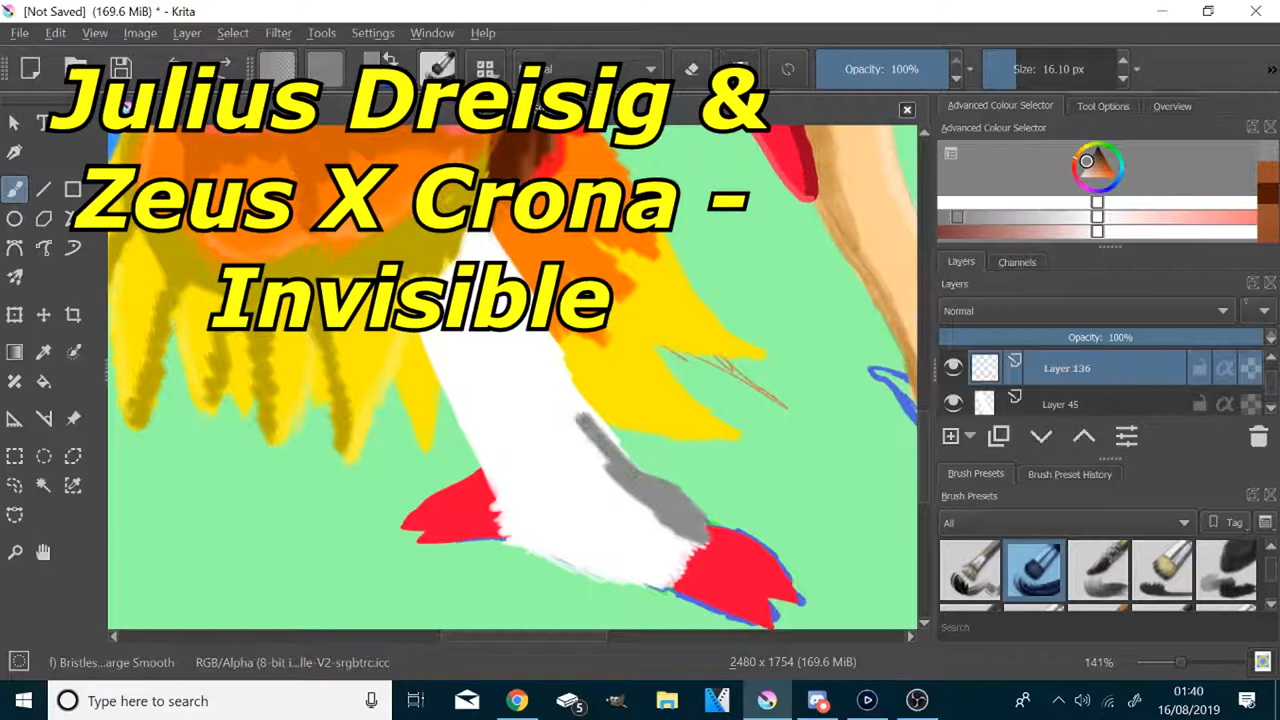 [Not Saved] (169.6 MiB) * - Krita
File Edit View Image Layer Select Filter Tools Settings Window Help
Opacity: 100% Size: 16.10 px
Julius Dreisig &
Zeus X Crona -
Invisible
Advanced Colour Selector Tool Options Overview
Advanced Colour Selector
Layers Channels
Layers
Normal
Opacity: 100%
Layer 136
Layer 45
Brush Presets Brush Preset History
Brush Presets
All Tag
Search
f) Bristles...arge Smooth RGB/Alpha (8-bit i...lle-V2-srgbtrc.icc 2480 x 1754 (169.6 MiB) 141%
Type here to search 5 01:40
16/08/2019